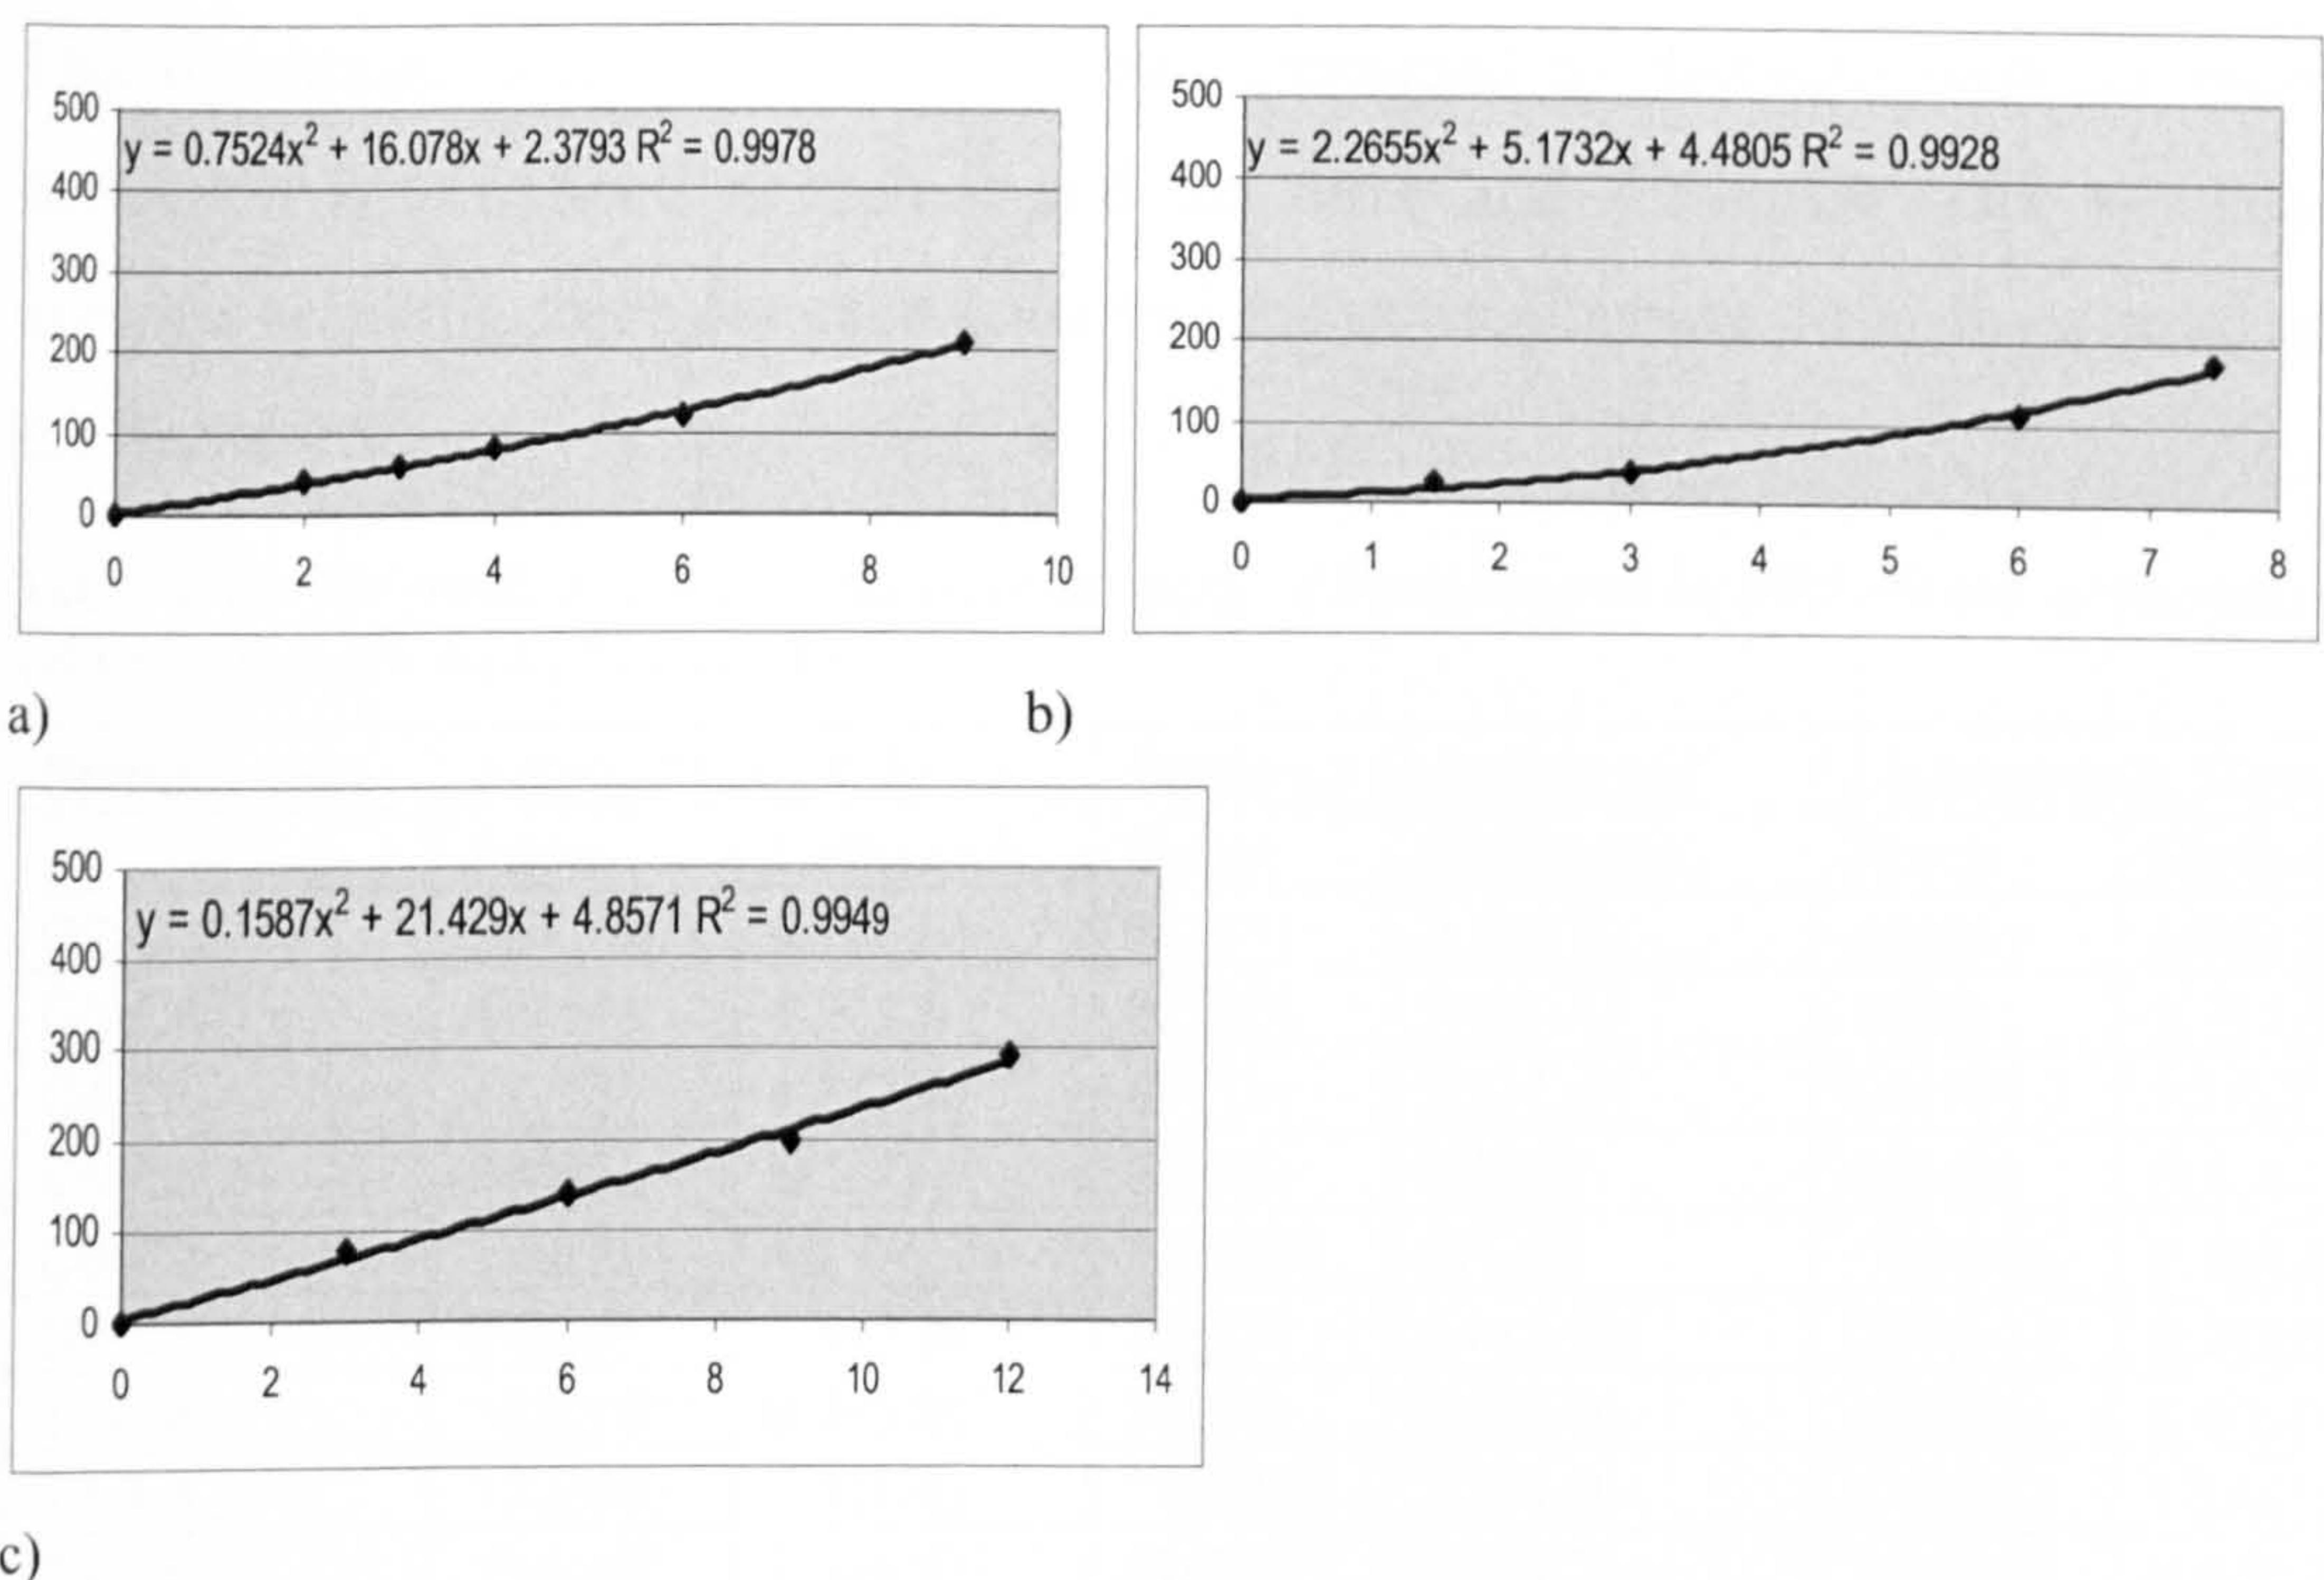 500
y = 0.7524x² + 16.078x + 2.3793 R² = 0.9978
400
300
200
100
0
0 2 4 6 8 10
a)
500
y = 2.2655x² + 5.1732x + 4.4805 R² = 0.9928
400
300
200
100
0
0 1 2 3 4 5 6 7 8
b)
500
y = 0.1587x² + 21.429x + 4.8571 R² = 0.9949
400
300
200
100
0
0 2 4 6 8 10 12 14
c)